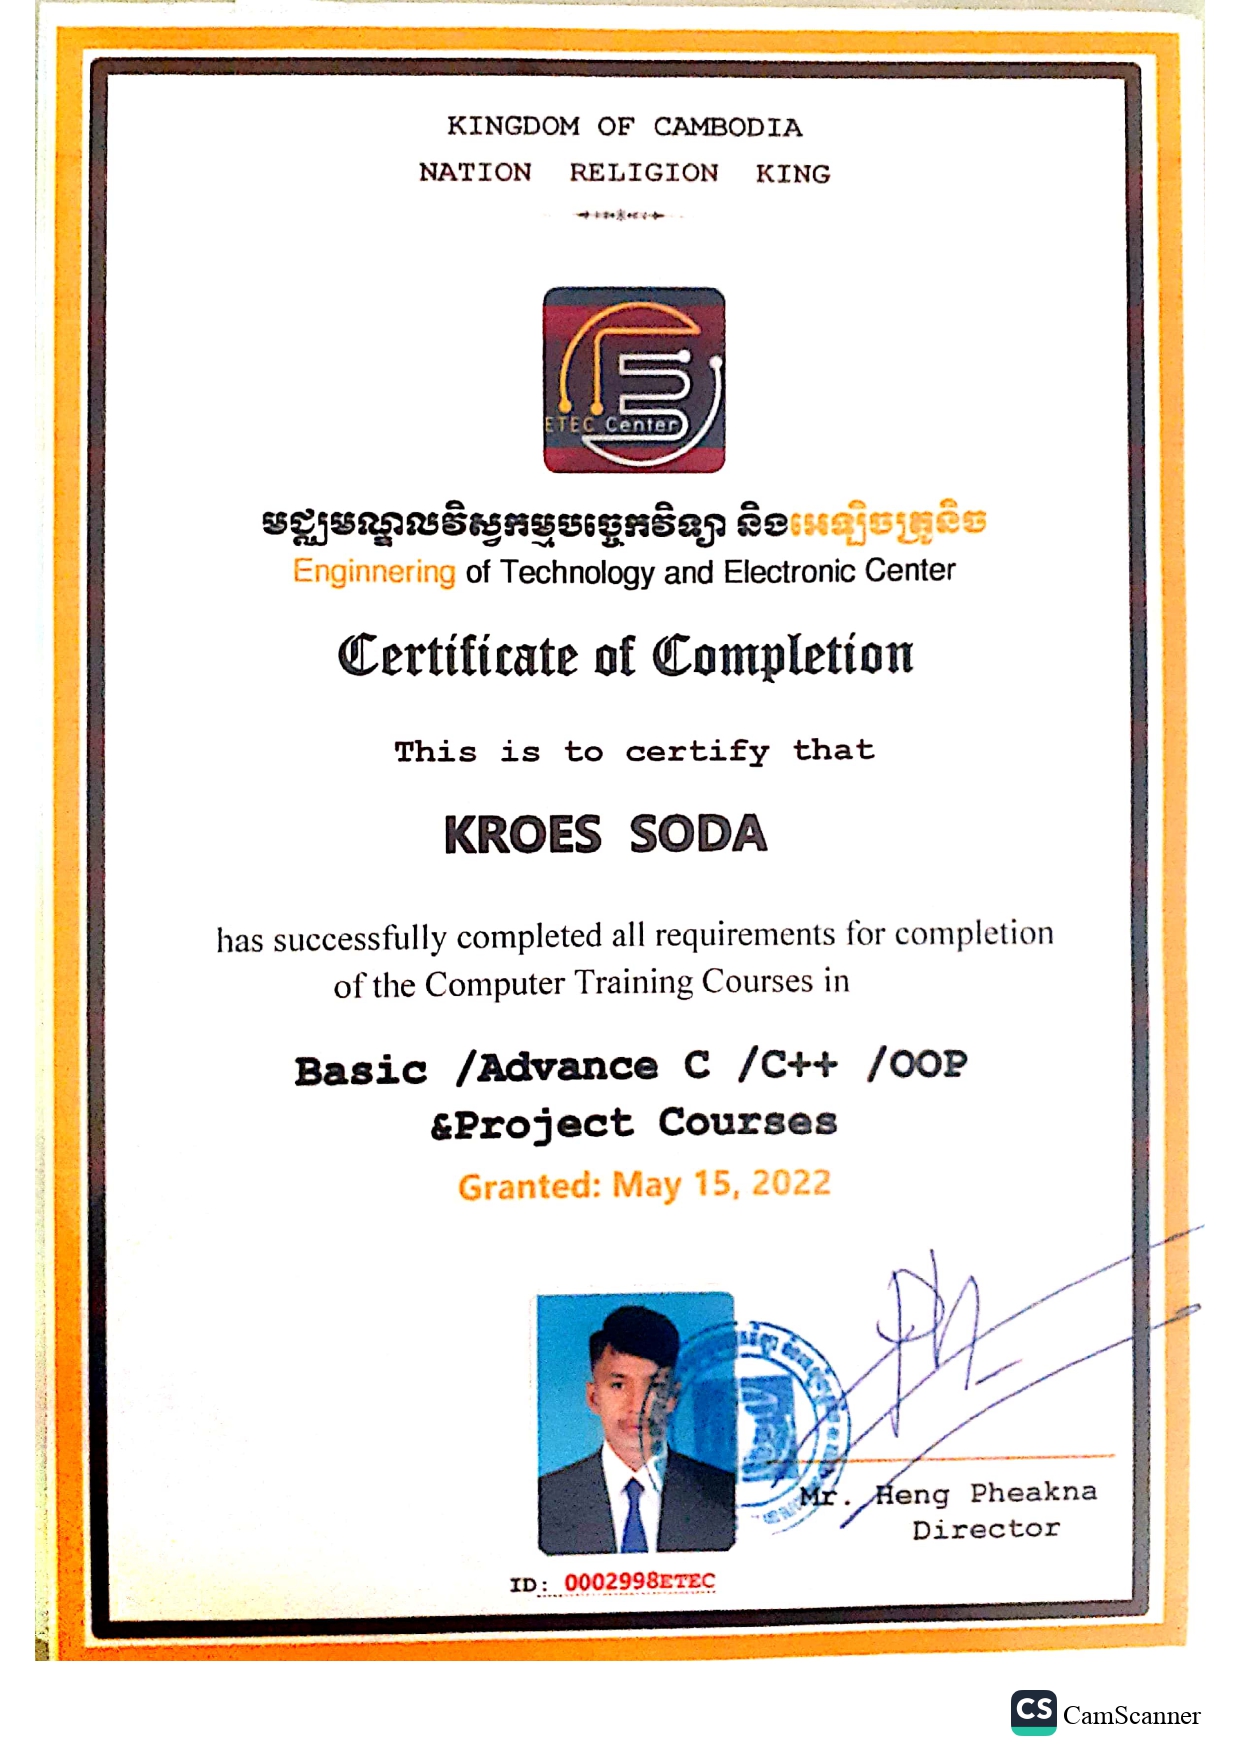 KINGDOM OF CAMBODIA
NATION RELIGION KING
ETEC Center
មជ្ឈមណ្ឌលវិស្វកម្មបច្ចេកវិទ្យា និងអេឡិចត្រូនិច
Enginnering of Technology and Electronic Center
Certificate of Completion
This is to certify that
KROES SODA
has successfully completed all requirements for completion
of the Computer Training Courses in
Basic /Advance C /C++ /OOP
&Project Courses
Granted: May 15, 2022
Mr. Heng Pheakna
Director
ID: 0002998ETEC
CS CamScanner